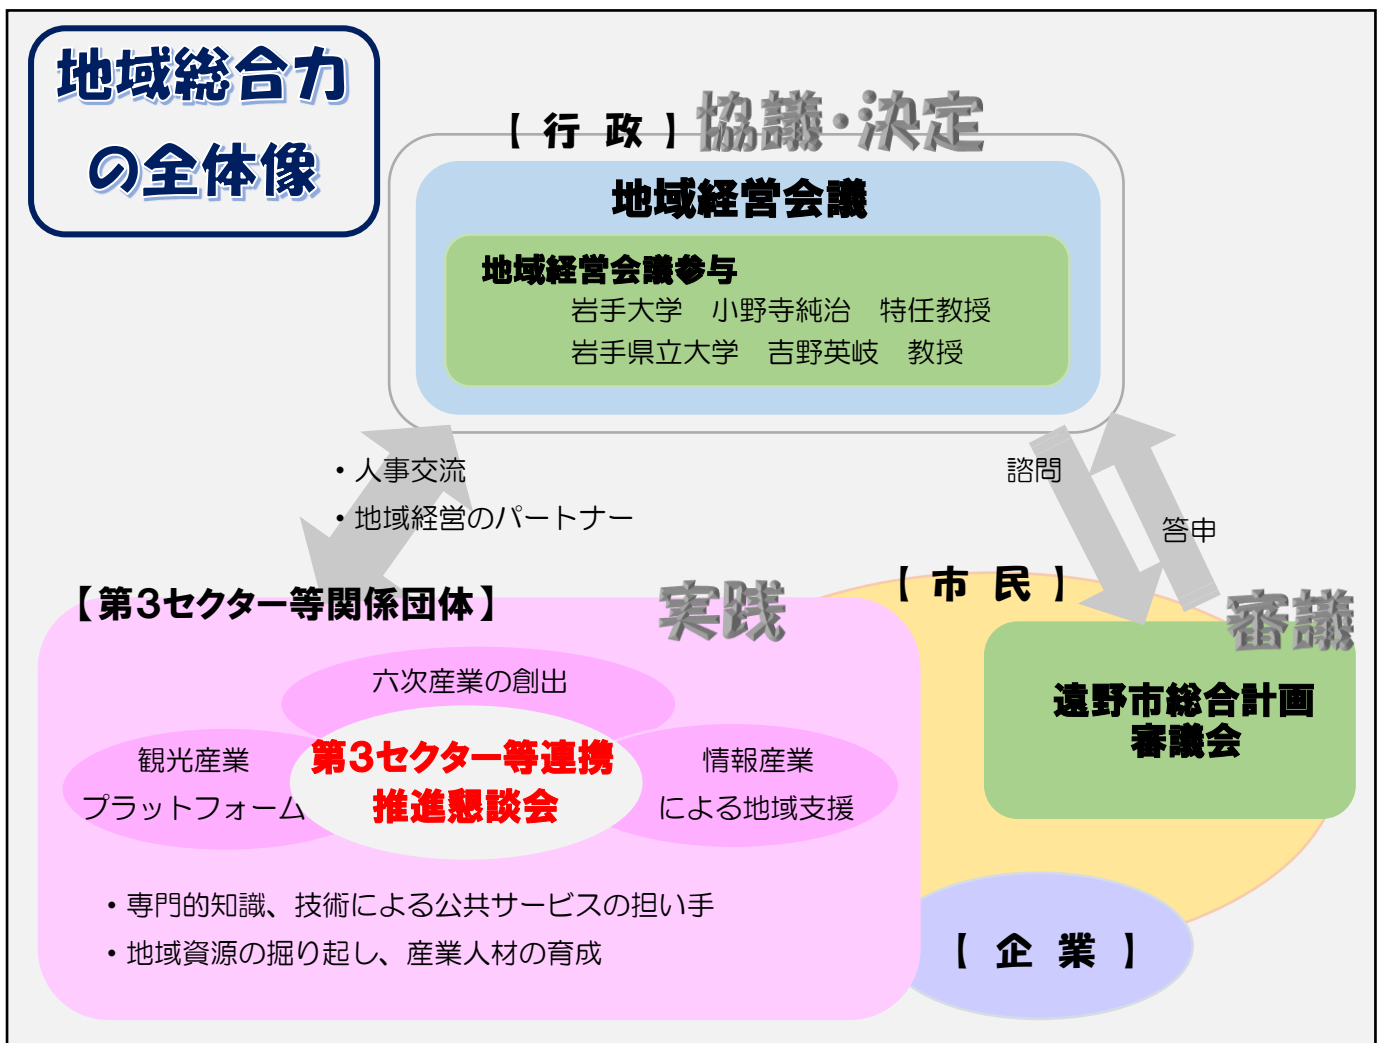 地域総合力
の全体像
【 行 政 】協議・決定
地域経営会議
地域経営会議参与
岩手大学　小野寺純治　特任教授
岩手県立大学　吉野英岐　教授
・人事交流
・地域経営のパートナー
諮問
答申
【第3セクター等関係団体】
実践
【 市 民 】
審議
六次産業の創出
観光産業
プラットフォーム
第3セクター等連携
推進懇談会
情報産業
による地域支援
遠野市総合計画
審議会
・専門的知識、技術による公共サービスの担い手
・地域資源の掘り起し、産業人材の育成
【 企 業 】